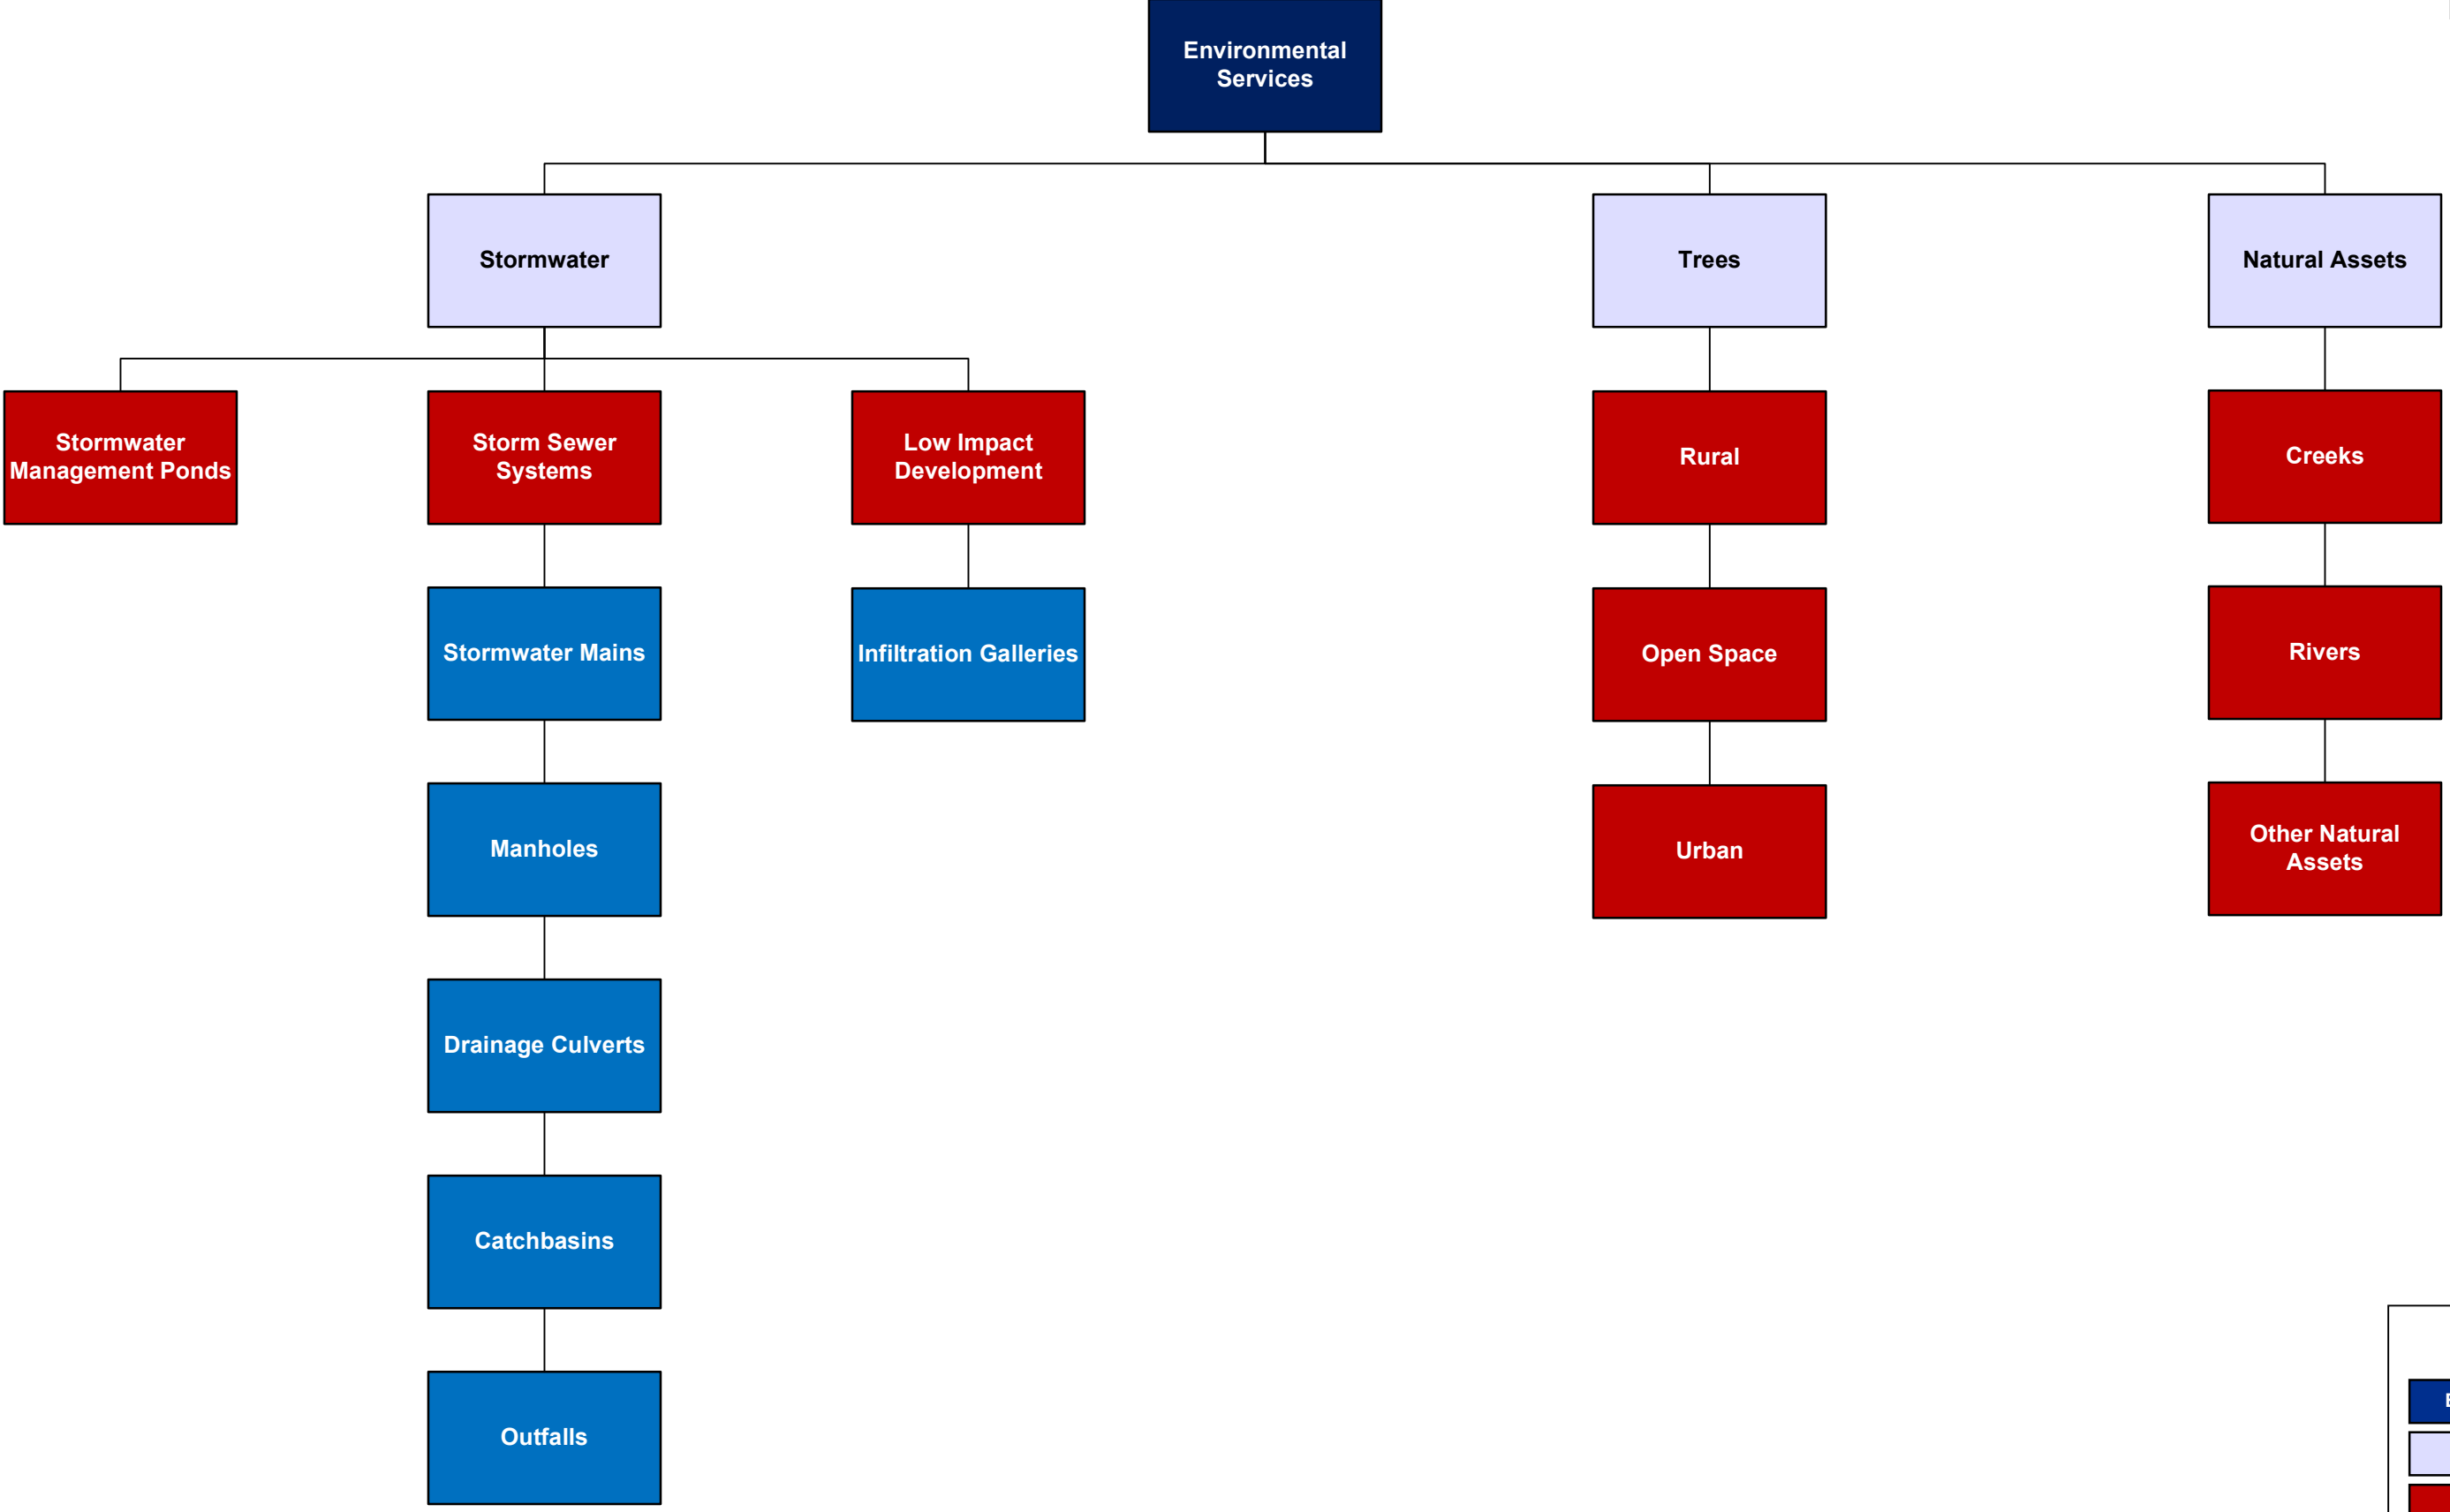 Environmental
Services
Stormwater
Trees
Natural Assets
Stormwater
Management Ponds
Storm Sewer
Systems
Low Impact
Development
Rural
Creeks
Stormwater Mains
Infiltration Galleries
Open Space
Rivers
Manholes
Urban
Other Natural
Assets
Drainage Culverts
Catchbasins
Outfalls